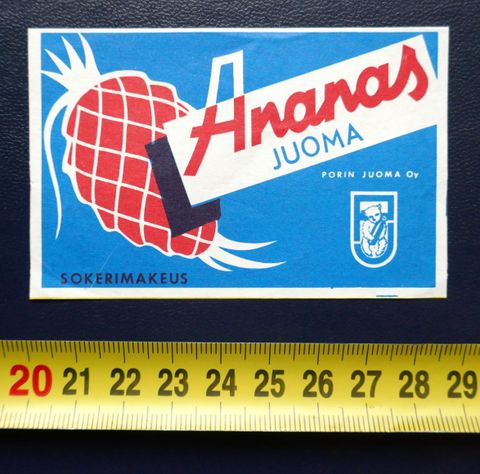 Ananas
JUOMA
PORIN JUOMA Oy
SOKERIMAKEUS
20 21 22 23 24 25 26 27 28 29